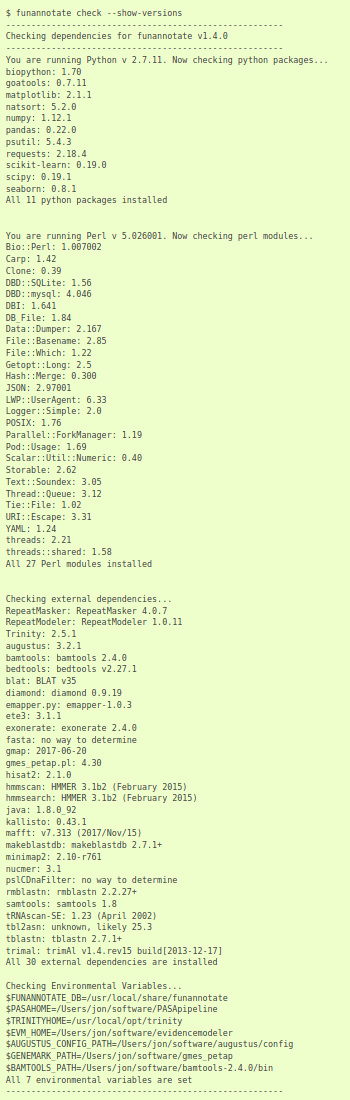 $ funannotate check --show-versions
-------------------------------------------------------
Checking dependencies for funannotate v1.4.0
-------------------------------------------------------
You are running Python v 2.7.11. Now checking python packages...
biopython: 1.70
goatools: 0.7.11
matplotlib: 2.1.1
natsort: 5.2.0
numpy: 1.12.1
pandas: 0.22.0
psutil: 5.4.3
requests: 2.18.4
scikit-learn: 0.19.0
scipy: 0.19.1
seaborn: 0.8.1
All 11 python packages installed
You are running Perl v 5.026001. Now checking perl modules...
Bio::Perl: 1.007002
Carp: 1.42
Clone: 0.39
DBD::SQLite: 1.56
DBD::mysql: 4.046
DBI: 1.641
DB_File: 1.84
Data::Dumper: 2.167
File::Basename: 2.85
File::Which: 1.22
Getopt::Long: 2.5
Hash::Merge: 0.300
JSON: 2.97001
LWP::UserAgent: 6.33
Logger::Simple: 2.0
POSIX: 1.76
Parallel::ForkManager: 1.19
Pod::Usage: 1.69
Scalar::Util::Numeric: 0.40
Storable: 2.62
Text::Soundex: 3.05
Thread::Queue: 3.12
Tie::File: 1.02
URI::Escape: 3.31
YAML: 1.24
threads: 2.21
threads::shared: 1.58
All 27 Perl modules installed
Checking external dependencies...
RepeatMasker: RepeatMasker 4.0.7
RepeatModeler: RepeatModeler 1.0.11
Trinity: 2.5.1
augustus: 3.2.1
bamtools: bamtools 2.4.0
bedtools: bedtools v2.27.1
blat: BLAT v35
diamond: diamond 0.9.19
emapper.py: emapper-1.0.3
ete3: 3.1.1
exonerate: exonerate 2.4.0
fasta: no way to determine
gmap: 2017-06-20
gmes_petap.pl: 4.30
hisat2: 2.1.0
hmmscan: HMMER 3.1b2 (February 2015)
hmmsearch: HMMER 3.1b2 (February 2015)
java: 1.8.0_92
kallisto: 0.43.1
mafft: v7.313 (2017/Nov/15)
makeblastdb: makeblastdb 2.7.1+
minimap2: 2.10-r761
nucmer: 3.1
pslCDnaFilter: no way to determine
rmblastn: rmblastn 2.2.27+
samtools: samtools 1.8
tRNAscan-SE: 1.23 (April 2002)
tbl2asn: unknown, likely 25.3
tblastn: tblastn 2.7.1+
trimal: trimAl v1.4.rev15 build[2013-12-17]
All 30 external dependencies are installed
Checking Environmental Variables...
$FUNANNOTATE_DB=/usr/local/share/funannotate
$PASAHOME=/Users/jon/software/PASApipeline
$TRINITYHOME=/usr/local/opt/trinity
$EVM_HOME=/Users/jon/software/evidencemodeler
$AUGUSTUS_CONFIG_PATH=/Users/jon/software/augustus/config
$GENEMARK_PATH=/Users/jon/software/gmes_petap
$BAMTOOLS_PATH=/Users/jon/software/bamtools-2.4.0/bin
All 7 environmental variables are set
-------------------------------------------------------